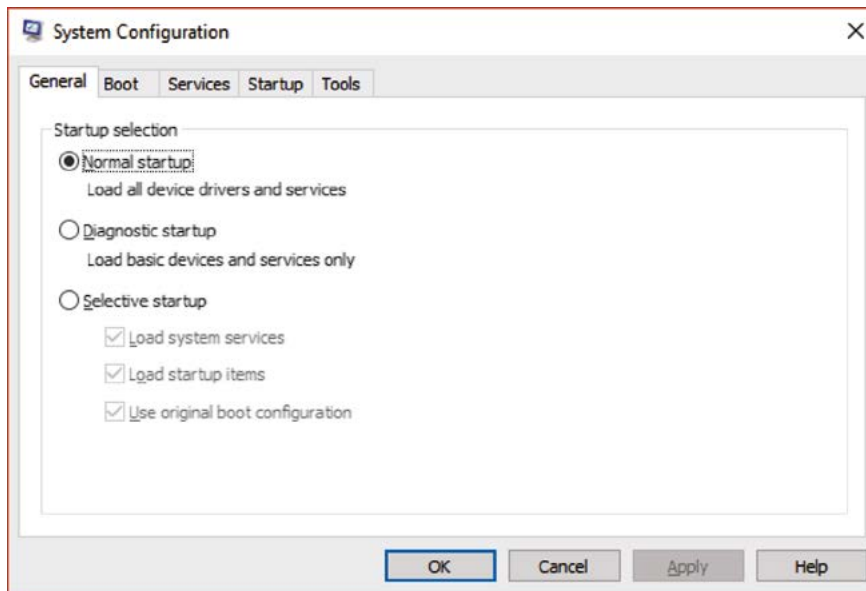 System Configuration
General Boot Services Startup Tools
Startup selection
Normal startup
Load all device drivers and services
Diagnostic startup
Load basic devices and services only
Selective startup
Load system services
Load startup items
Use original boot configuration
OK Cancel Apply Help